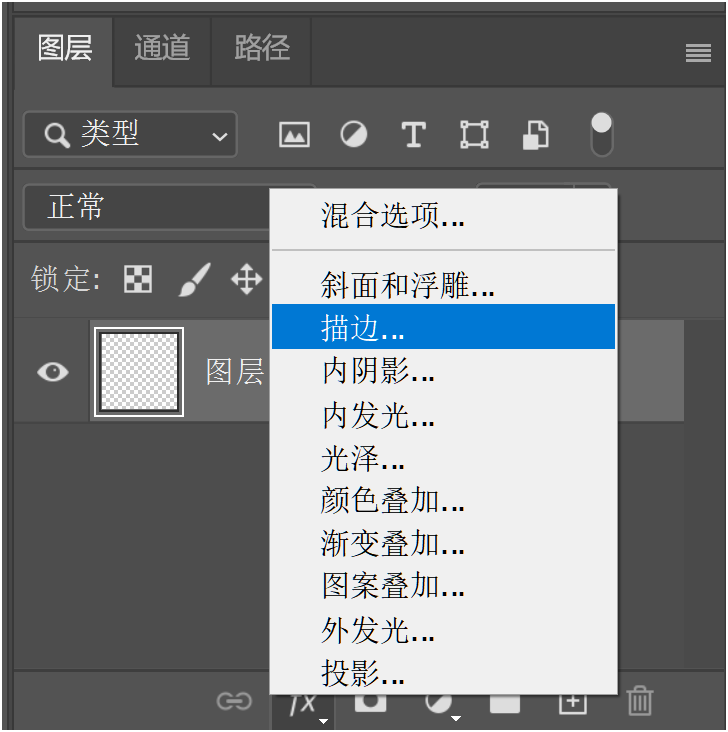 图层 通道 路径
类型
正常
混合选项...
锁定:
斜面和浮雕...
描边...
内阴影...
图层
内发光...
光泽...
颜色叠加...
渐变叠加...
图案叠加...
外发光...
投影...
fx